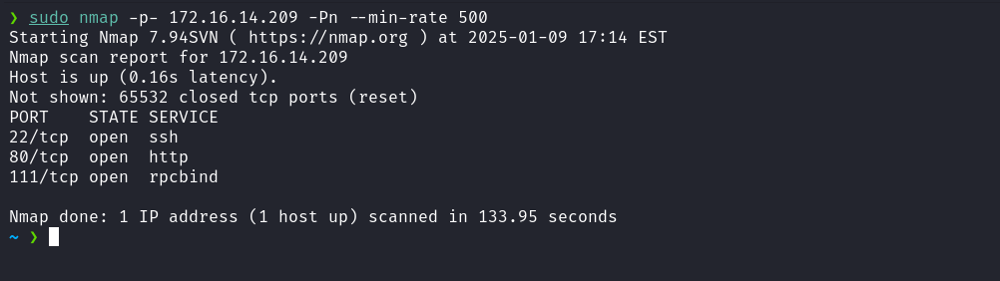 ❯ sudo nmap -p- 172.16.14.209 -Pn --min-rate 500
Starting Nmap 7.94SVN ( https://nmap.org ) at 2025-01-09 17:14 EST
Nmap scan report for 172.16.14.209
Host is up (0.16s latency).
Not shown: 65532 closed tcp ports (reset)
PORT    STATE SERVICE
22/tcp  open  ssh
80/tcp  open  http
111/tcp open  rpcbind

Nmap done: 1 IP address (1 host up) scanned in 133.95 seconds
~ ❯